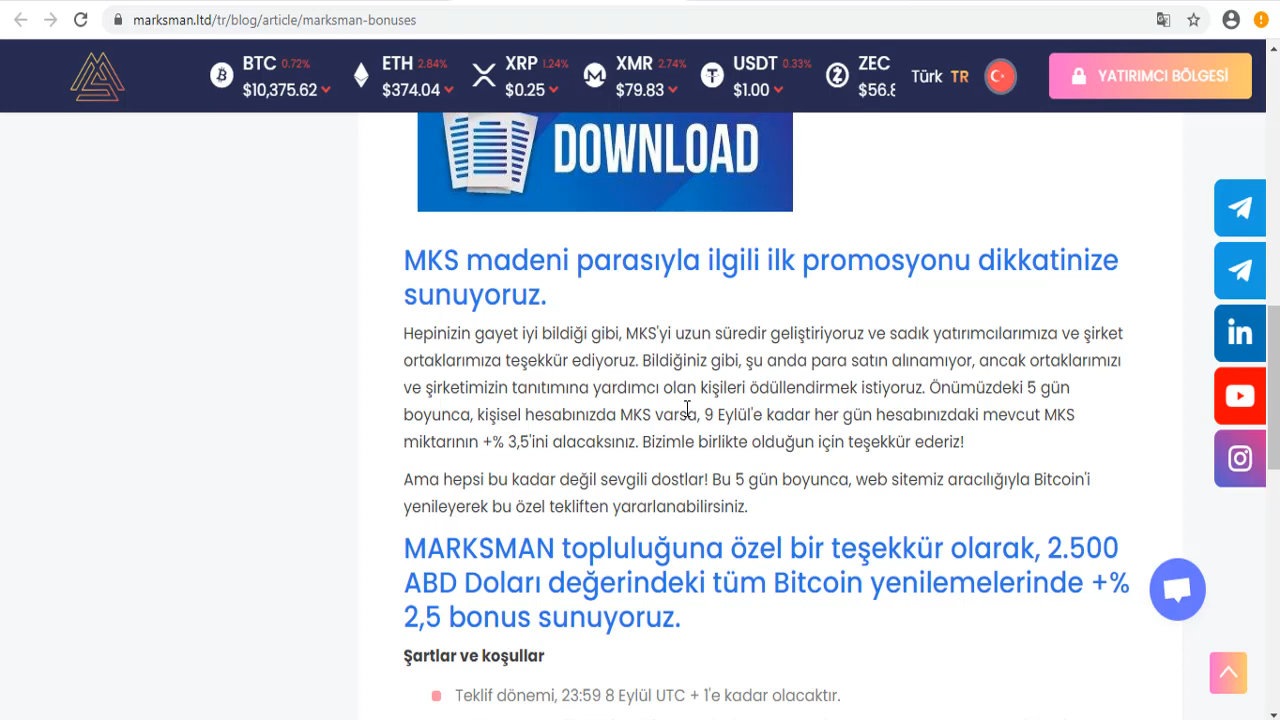 marksman.ltd/tr/blog/article/marksman-bonuses
BTC 0.72%
$10,375.62
ETH 2.84%
$374.04
XRP 1.24%
$0.25
XMR 2.74%
$79.83
USDT 0.33%
$1.00
ZEC
$56.8
Türk TR
YATIRIMCI BÖLGESİ
DOWNLOAD
MKS madeni parasıyla ilgili ilk promosyonu dikkatinize
sunuyoruz.
Hepinizin gayet iyi bildiği gibi, MKS'yi uzun süredir geliştiriyoruz ve sadık yatırımcılarımıza ve şirket
ortaklarımıza teşekkür ediyoruz. Bildiğiniz gibi, şu anda para satın alınamıyor, ancak ortaklarımızı
ve şirketimizin tanıtımına yardımcı olan kişileri ödüllendirmek istiyoruz. Önümüzdeki 5 gün
boyunca, kişisel hesabınızda MKS varsa, 9 Eylül'e kadar her gün hesabınızdaki mevcut MKS
miktarının +% 3,5'ini alacaksınız. Bizimle birlikte olduğun için teşekkür ederiz!
Ama hepsi bu kadar değil sevgili dostlar! Bu 5 gün boyunca, web sitemiz aracılığıyla Bitcoin'i
yenileyerek bu özel tekliften yararlanabilirsiniz.
MARKSMAN topluluğuna özel bir teşekkür olarak, 2.500
ABD Doları değerindeki tüm Bitcoin yenilemelerinde +%
2,5 bonus sunuyoruz.
Şartlar ve koşullar
Teklif dönemi, 23:59 8 Eylül UTC + 1'e kadar olacaktır.